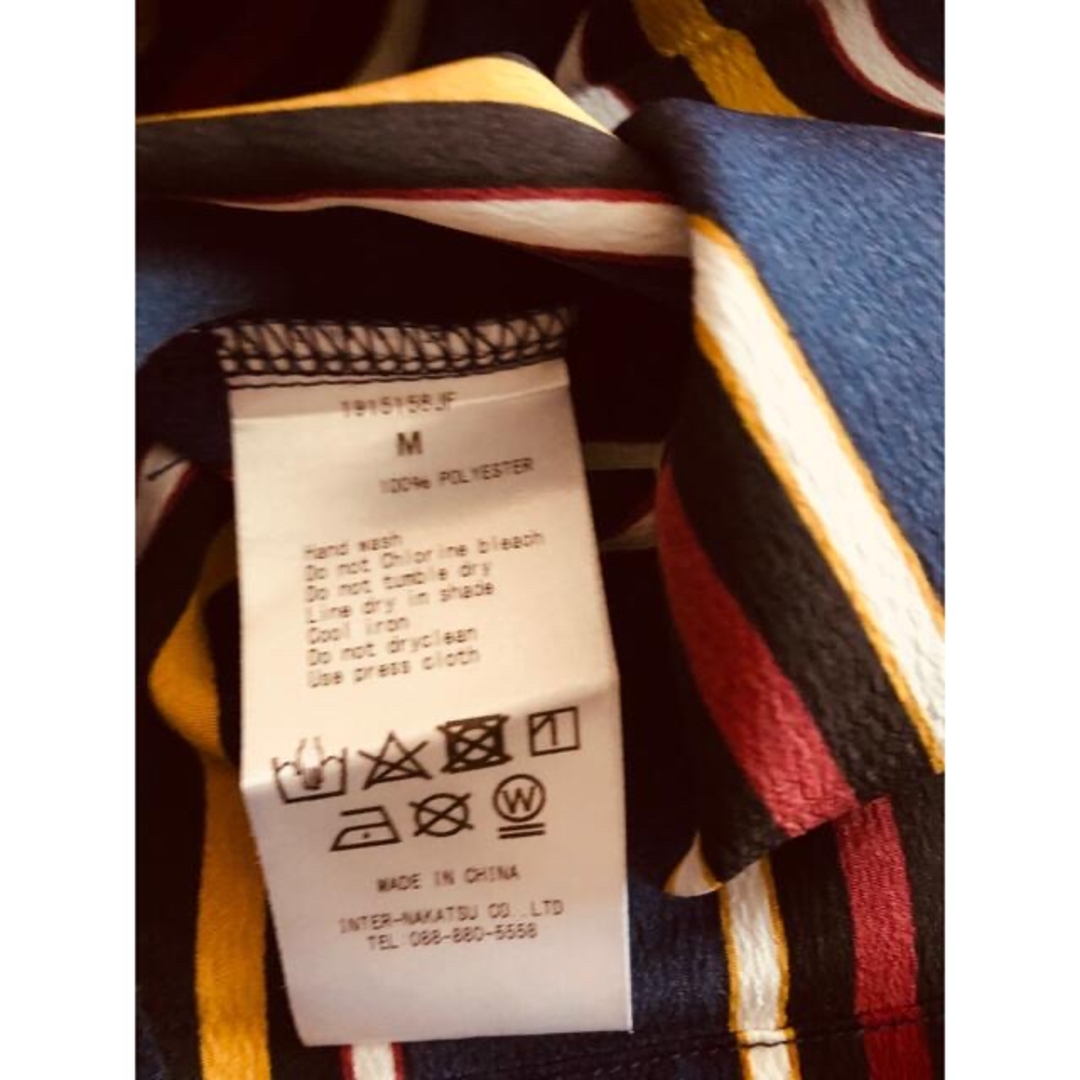 1915158JF
M
100% POLYESTER
Hand wash
Do not Chlorine bleach
Do not tumble dry
Line dry in shade
Cool iron
Do not dryclean
Use press cloth
W
MADE IN CHINA
INTER-NAKATSU CO.,LTD
TEL 088-880-5558